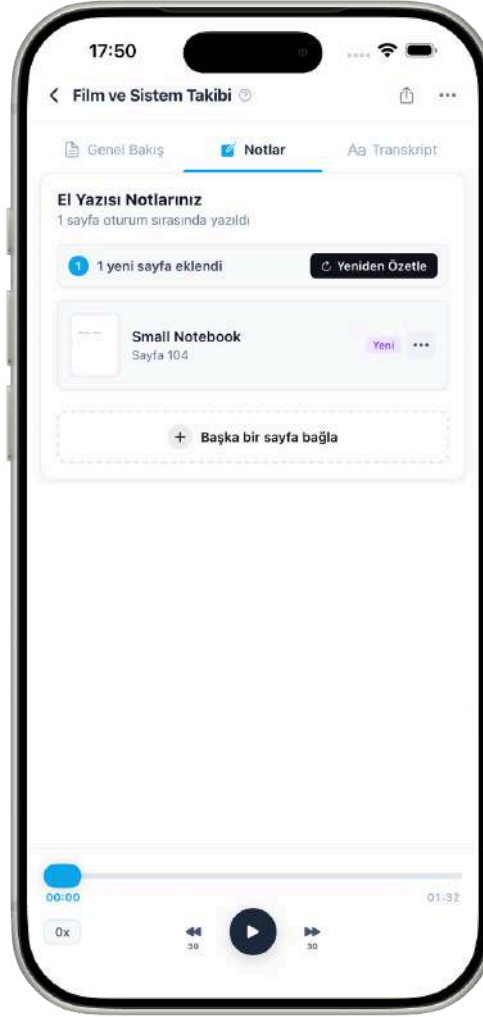 17:50
Film ve Sistem Takibi
Genel Bakış
Notlar
Aa Transkript
El Yazısı Notlarınız
1 sayfa oturum sırasında yazıldı
1 1 yeni sayfa eklendi
Yeniden Özetle
Small Notebook
Sayfa 104
Yeni
+ Başka bir sayfa bağla
00:00
01:32
0x
30
30